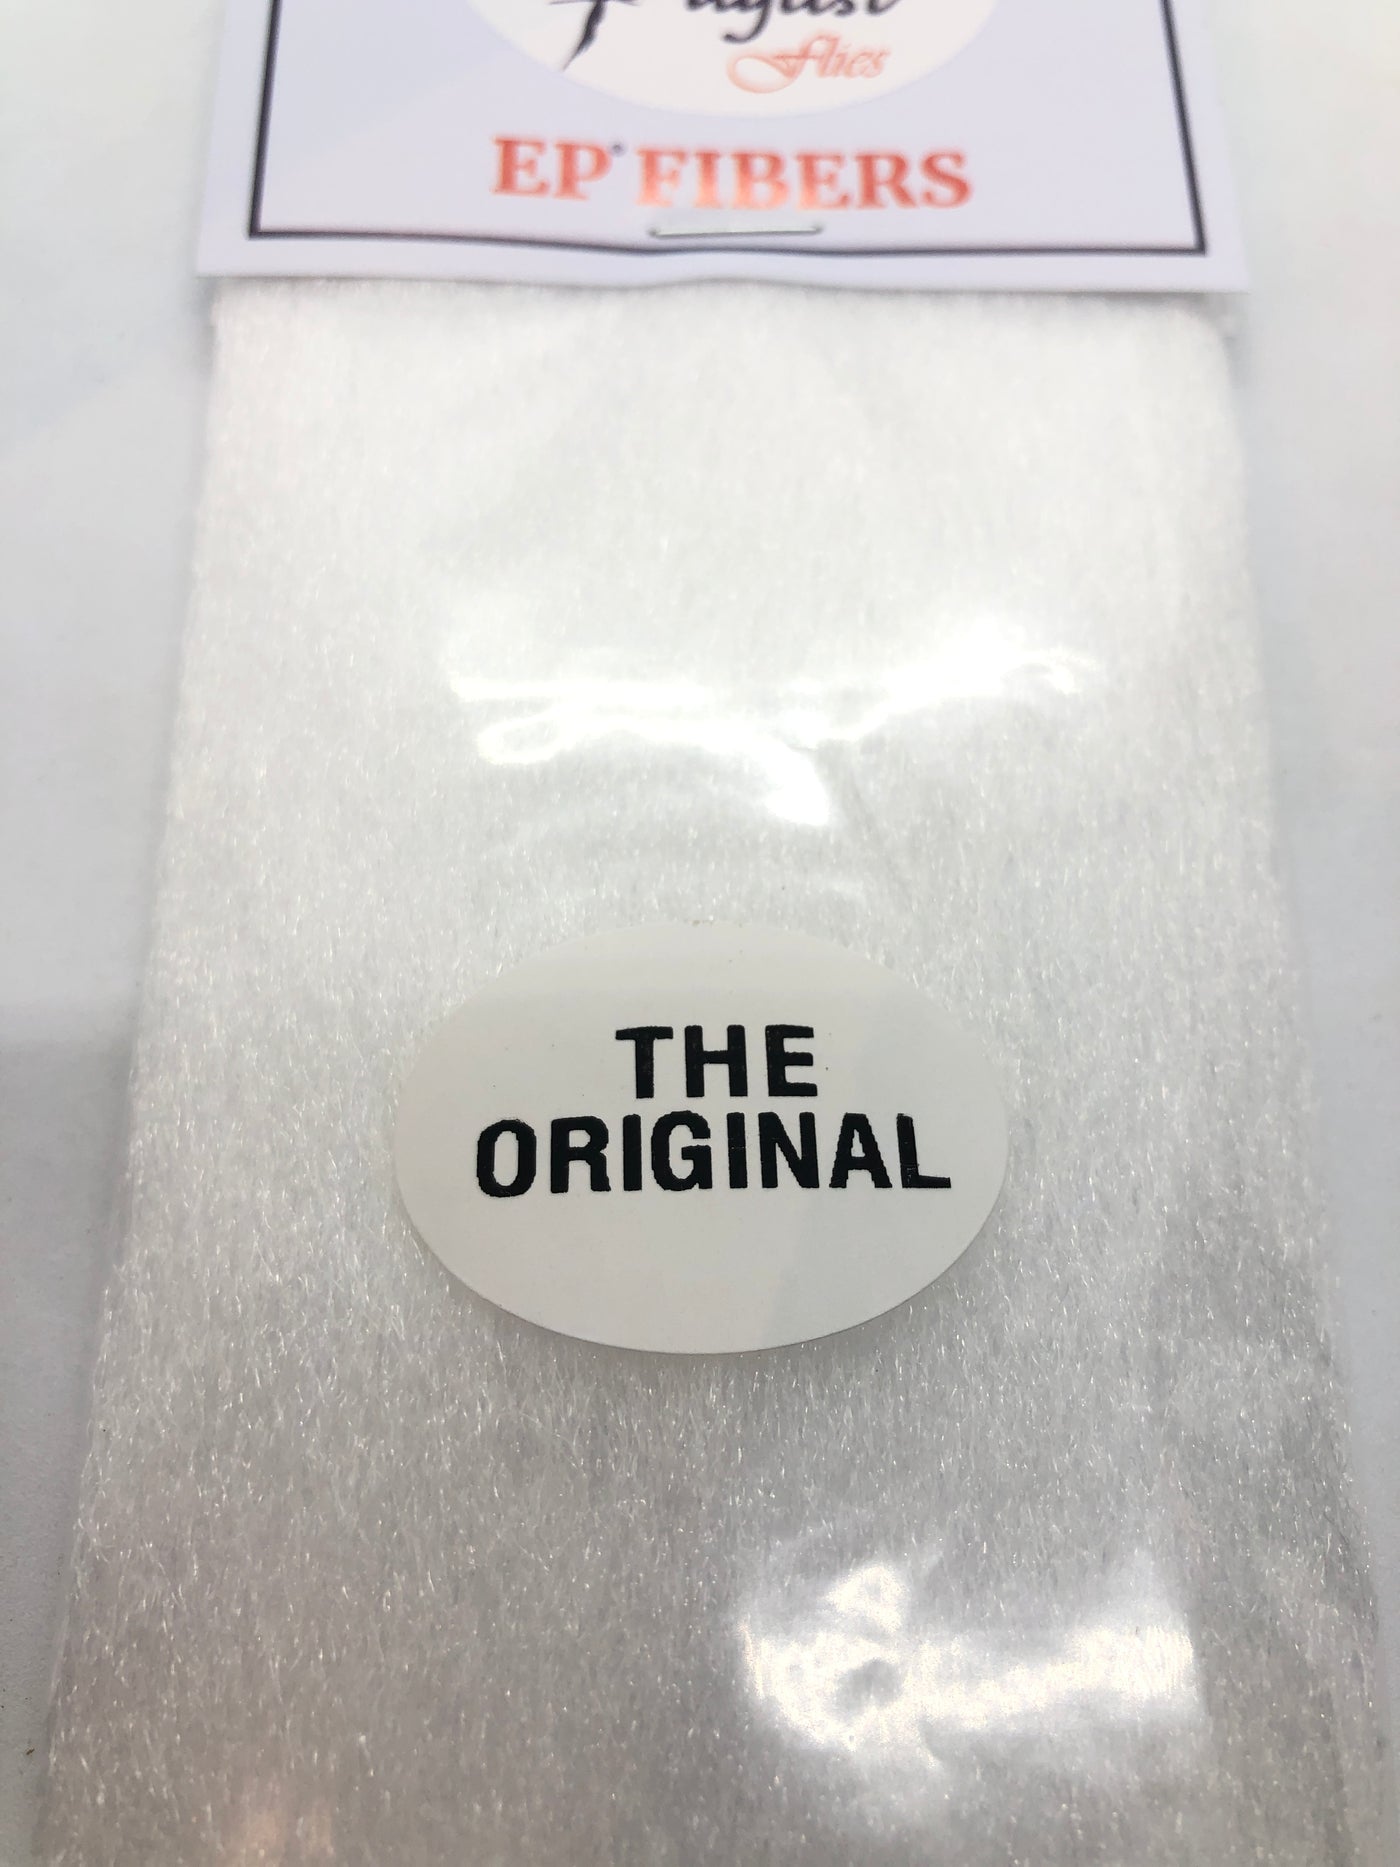 Flies
EP® FIBERS
THE
ORIGINAL